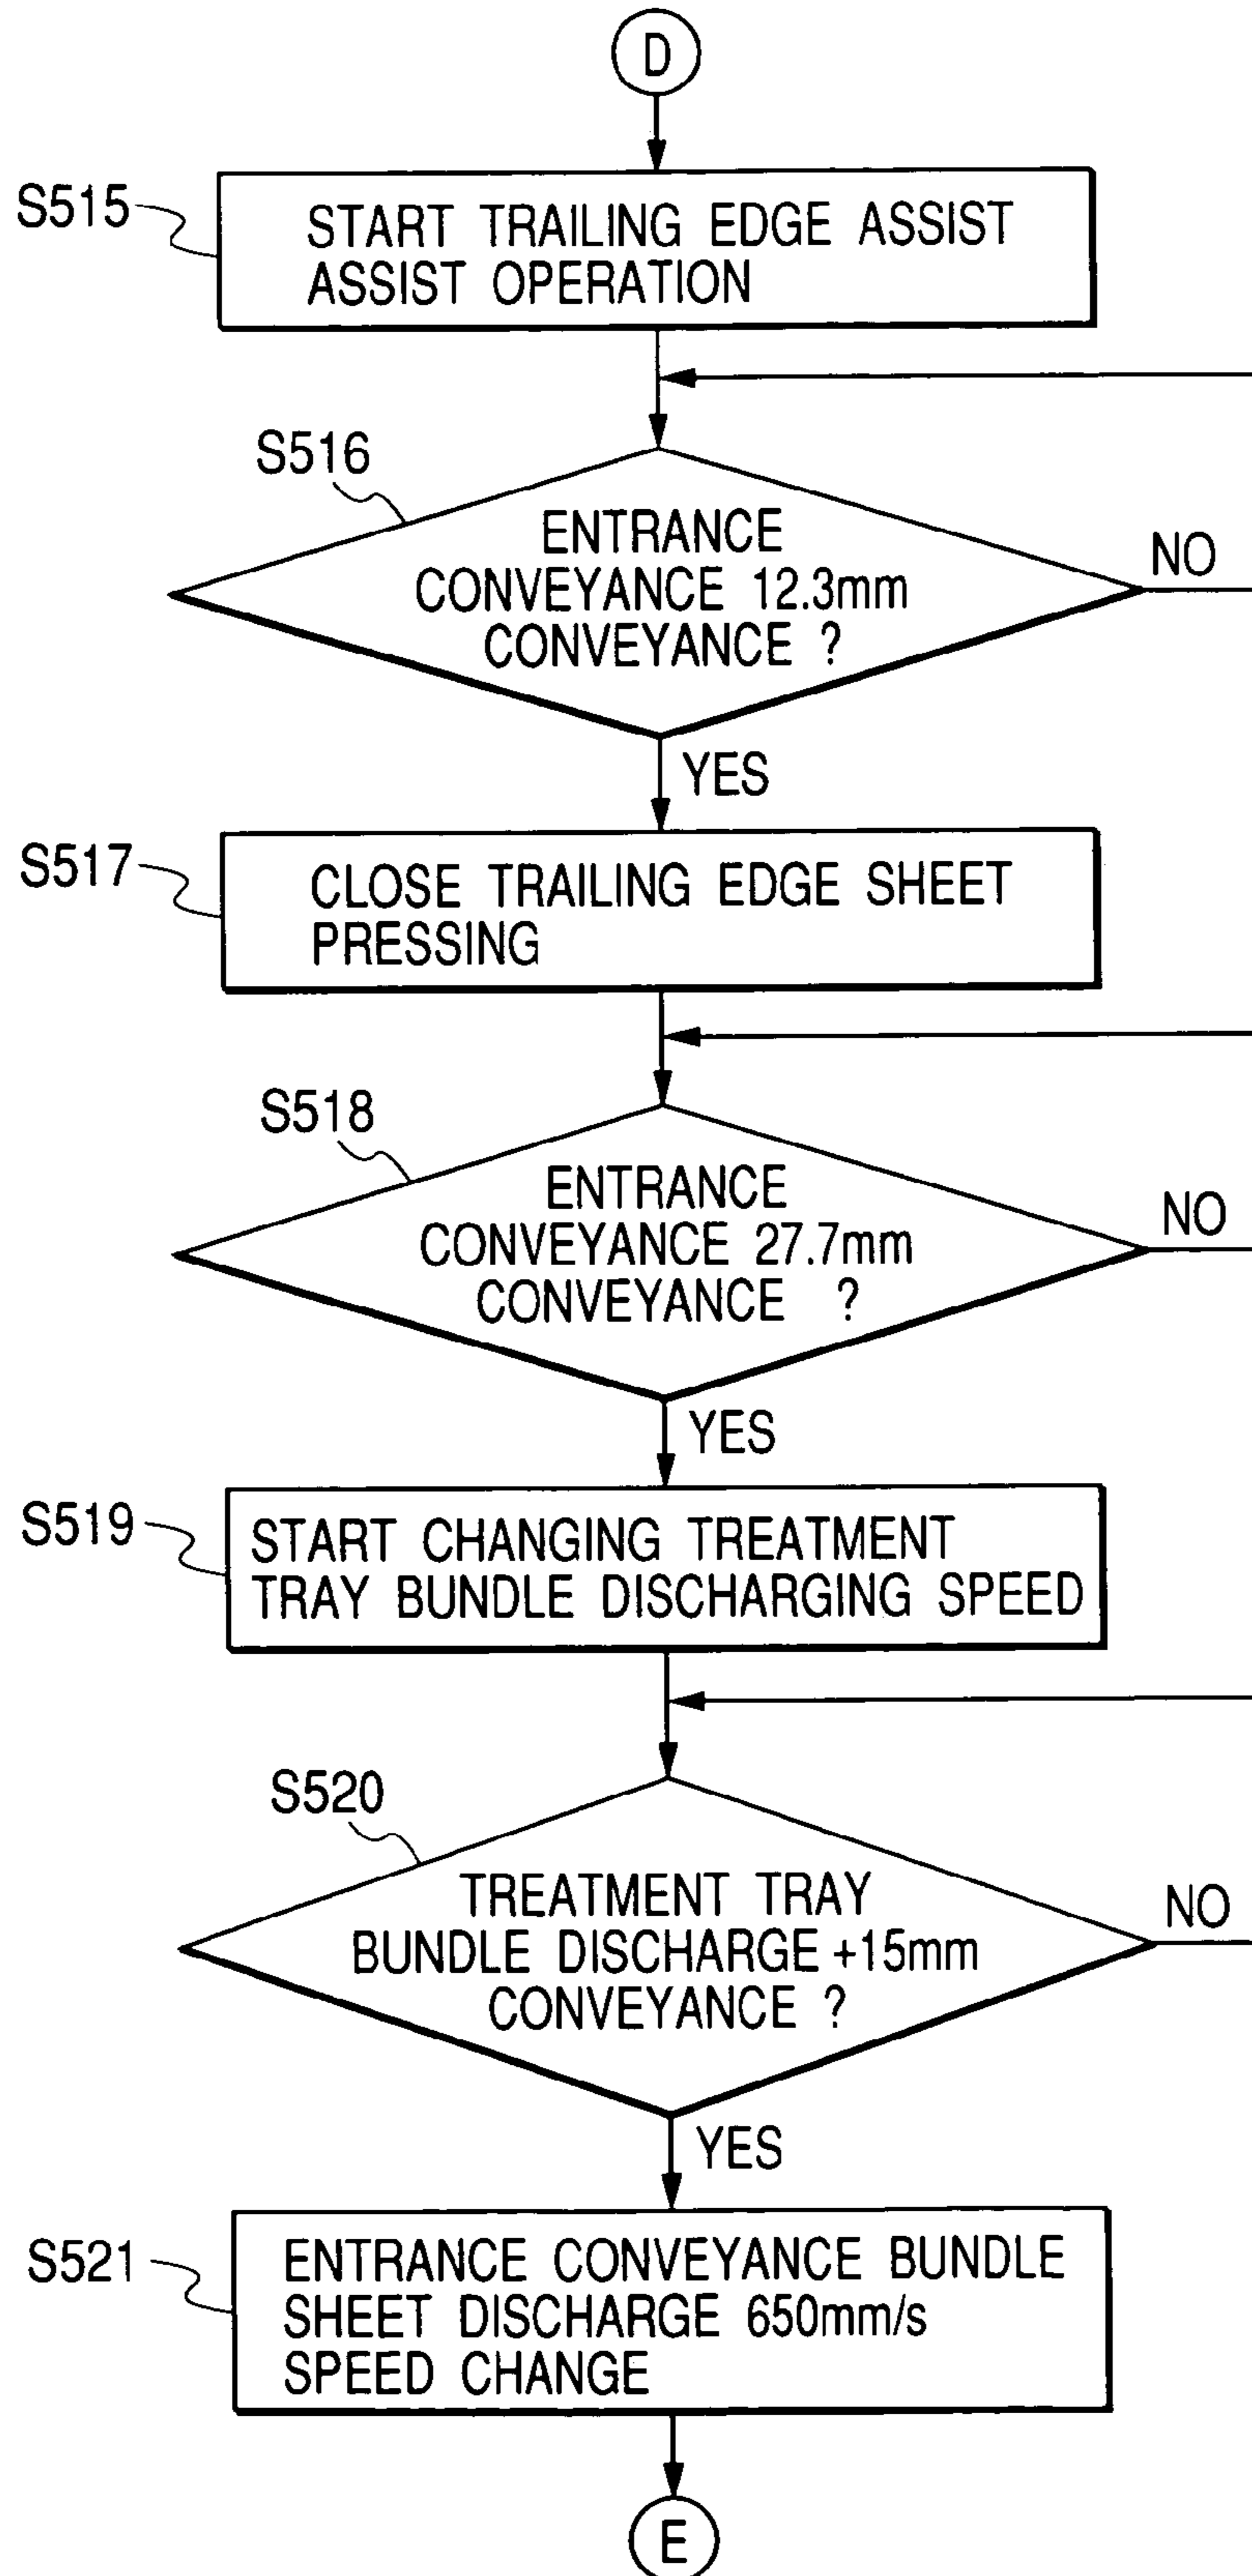 D
S515
START TRAILING EDGE ASSIST
ASSIST OPERATION
S516
ENTRANCE
CONVEYANCE 12.3mm
CONVEYANCE ?
NO
YES
S517
CLOSE TRAILING EDGE SHEET
PRESSING
S518
ENTRANCE
CONVEYANCE 27.7mm
CONVEYANCE ?
NO
YES
S519
START CHANGING TREATMENT
TRAY BUNDLE DISCHARGING SPEED
S520
TREATMENT TRAY
BUNDLE DISCHARGE +15mm
CONVEYANCE ?
NO
YES
S521
ENTRANCE CONVEYANCE BUNDLE
SHEET DISCHARGE 650mm/s
SPEED CHANGE
E